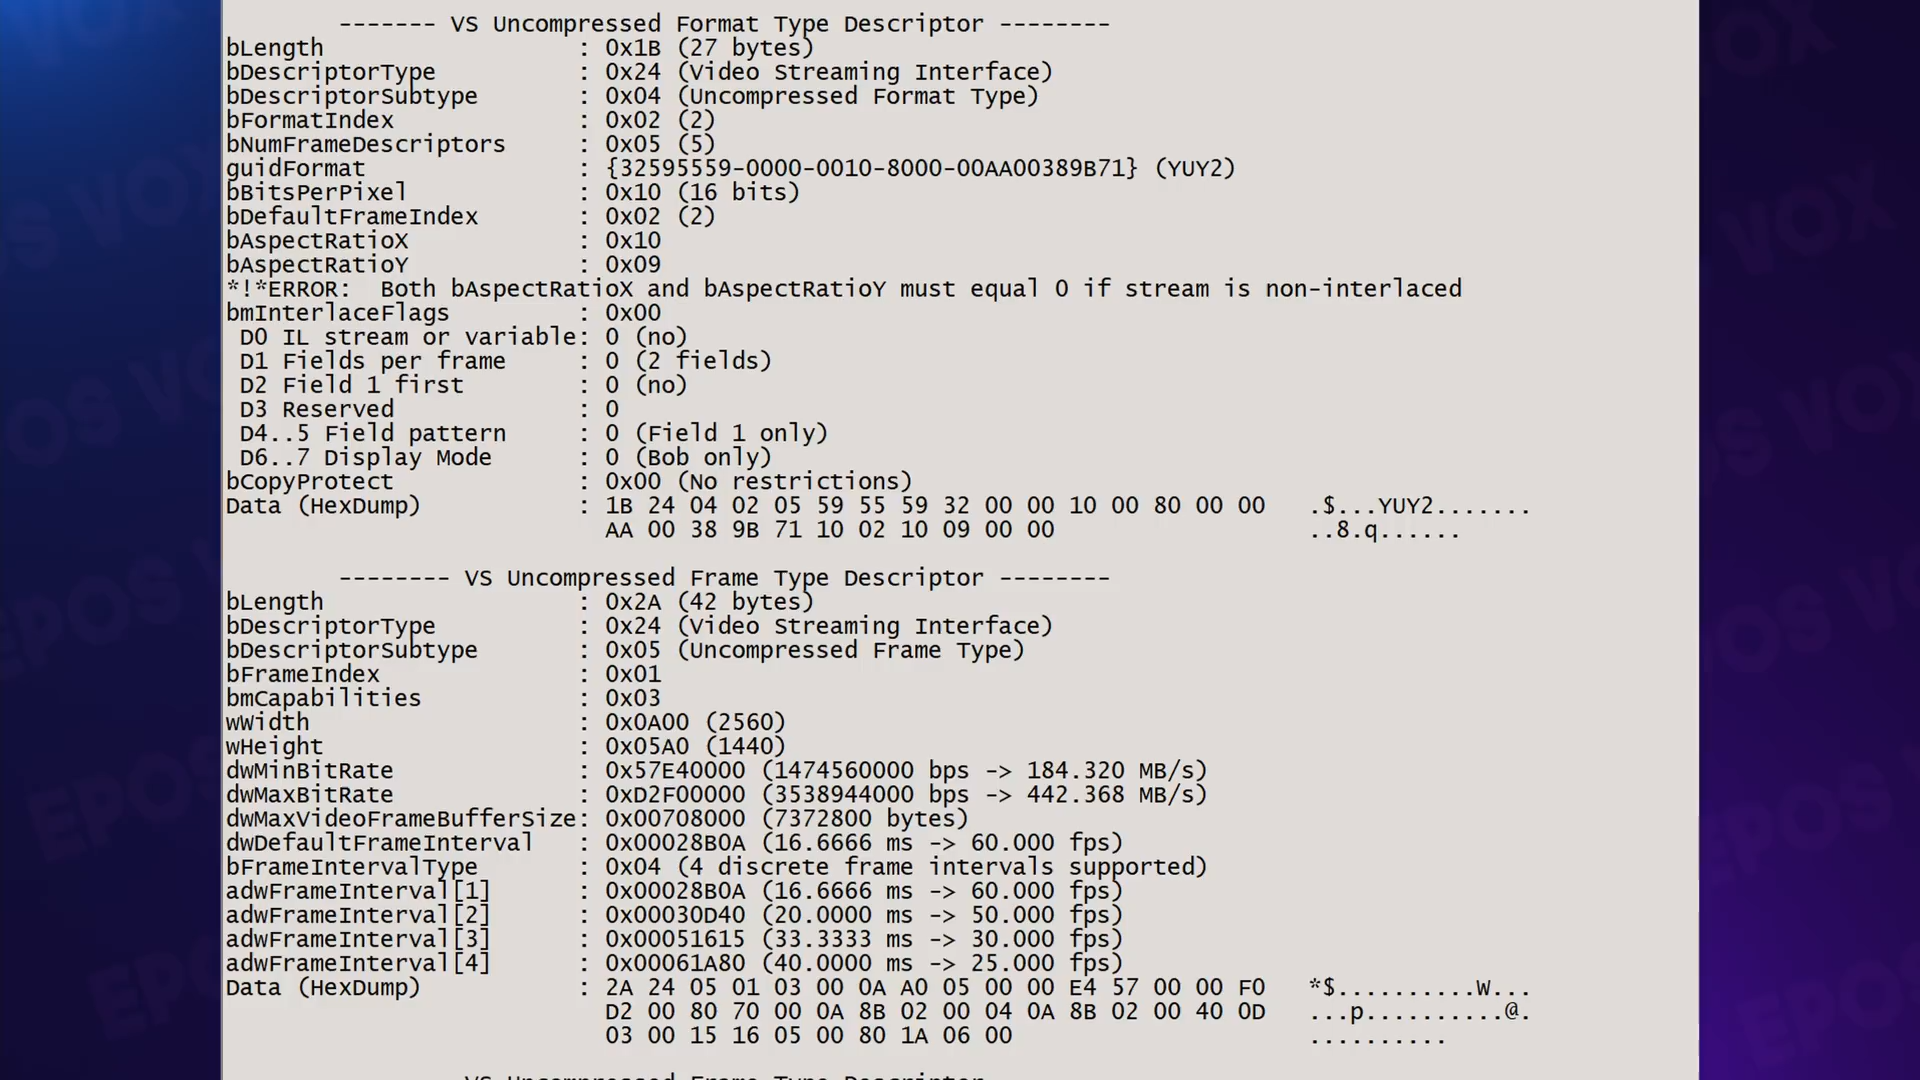 ------- VS Uncompressed Format Type Descriptor --------
bLength                  : 0x1B (27 bytes)
bDescriptorType          : 0x24 (Video Streaming Interface)
bDescriptorSubtype       : 0x04 (Uncompressed Format Type)
bFormatIndex             : 0x02 (2)
bNumFrameDescriptors     : 0x05 (5)
guidFormat               : {32595559-0000-0010-8000-00AA00389B71} (YUY2)
bBitsPerPixel            : 0x10 (16 bits)
bDefaultFrameIndex       : 0x02 (2)
bAspectRatioX            : 0x10
bAspectRatioY            : 0x09
*!*ERROR:  Both bAspectRatioX and bAspectRatioY must equal 0 if stream is non-interlaced
bmInterlaceFlags         : 0x00
 D0 IL stream or variable: 0 (no)
 D1 Fields per frame     : 0 (2 fields)
 D2 Field 1 first        : 0 (no)
 D3 Reserved             : 0
 D4..5 Field pattern     : 0 (Field 1 only)
 D6..7 Display Mode      : 0 (Bob only)
bCopyProtect             : 0x00 (No restrictions)
Data (HexDump)           : 1B 24 04 02 05 59 55 59 32 00 00 10 00 80 00 00   .$...YUY2.......
                           AA 00 38 9B 71 10 02 10 09 00 00                  ..8.q......
-------- VS Uncompressed Frame Type Descriptor --------
bLength                  : 0x2A (42 bytes)
bDescriptorType          : 0x24 (Video Streaming Interface)
bDescriptorSubtype       : 0x05 (Uncompressed Frame Type)
bFrameIndex              : 0x01
bmCapabilities           : 0x03
wWidth                   : 0x0A00 (2560)
wHeight                  : 0x05A0 (1440)
dwMinBitRate             : 0x57E40000 (1474560000 bps -> 184.320 MB/s)
dwMaxBitRate             : 0xD2F00000 (3538944000 bps -> 442.368 MB/s)
dwMaxVideoFrameBufferSize: 0x00708000 (7372800 bytes)
dwDefaultFrameInterval   : 0x00028B0A (16.6666 ms -> 60.000 fps)
bFrameIntervalType       : 0x04 (4 discrete frame intervals supported)
adwFrameInterval[1]      : 0x00028B0A (16.6666 ms -> 60.000 fps)
adwFrameInterval[2]      : 0x00030D40 (20.0000 ms -> 50.000 fps)
adwFrameInterval[3]      : 0x00051615 (33.3333 ms -> 30.000 fps)
adwFrameInterval[4]      : 0x00061A80 (40.0000 ms -> 25.000 fps)
Data (HexDump)           : 2A 24 05 01 03 00 0A A0 05 00 00 E4 57 00 00 F0   *$..........W...
                           D2 00 80 70 00 0A 8B 02 00 04 0A 8B 02 00 40 0D   ...p..........@.
                           03 00 15 16 05 00 80 1A 06 00                     ..........
VS Uncompressed Frame Type Descriptor
EPOS VOX